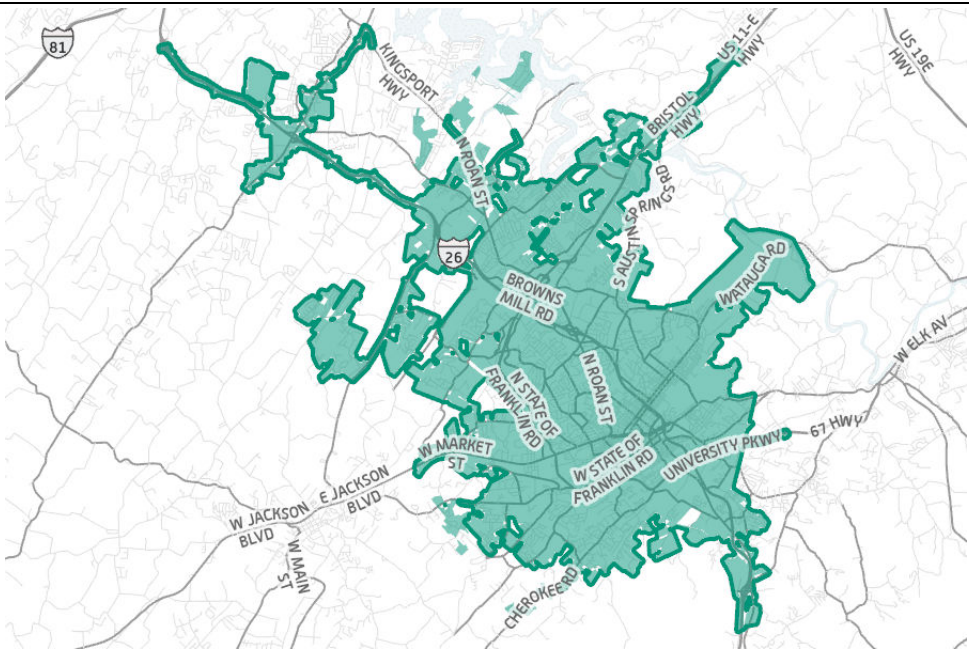 81
KINGSPORT
HWY
US 11-E
HWY
US 19E
HWY
BRISTOL
HWY
N ROAN ST
S AUSTIN SPRINGS RD
26
WATAUGA RD
BROWNS
MILL RD
N STATE OF
FRANKLIN RD
N ROAN ST
W ELK AV
W MARKET
ST
W STATE OF
FRANKLIN RD
UNIVERSITY PKWY
67 HWY
E JACKSON
BLVD
W JACKSON
BLVD
W MAIN
ST
CHEROKEE RD